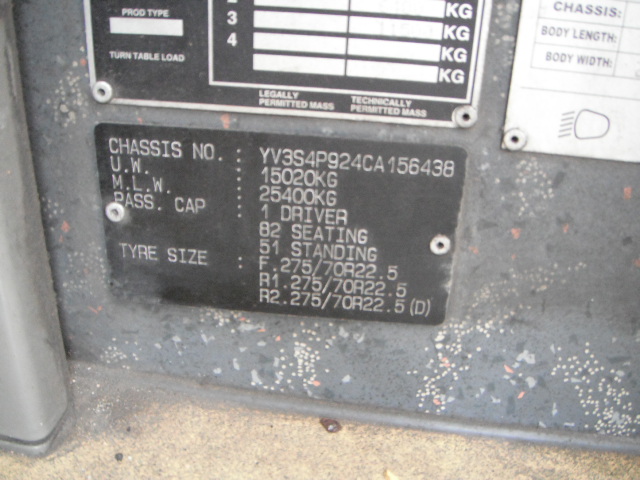 PROD TYPE
TURN TABLE LOAD
KG
3 KG
4 KG
KG
LEGALLY PERMITTED MASS
TECHNICALLY PERMITTED MASS
CHASSIS:
BODY LENGTH:
BODY WIDTH:
CHASSIS NO. : YV3S4P924CA156438
U.W. : 15020KG
M.L.W. : 25400KG
PASS. CAP : 1 DRIVER
82 SEATING
51 STANDING
TYRE SIZE : F.275/70R22.5
R1.275/70R22.5
R2.275/70R22.5(D)